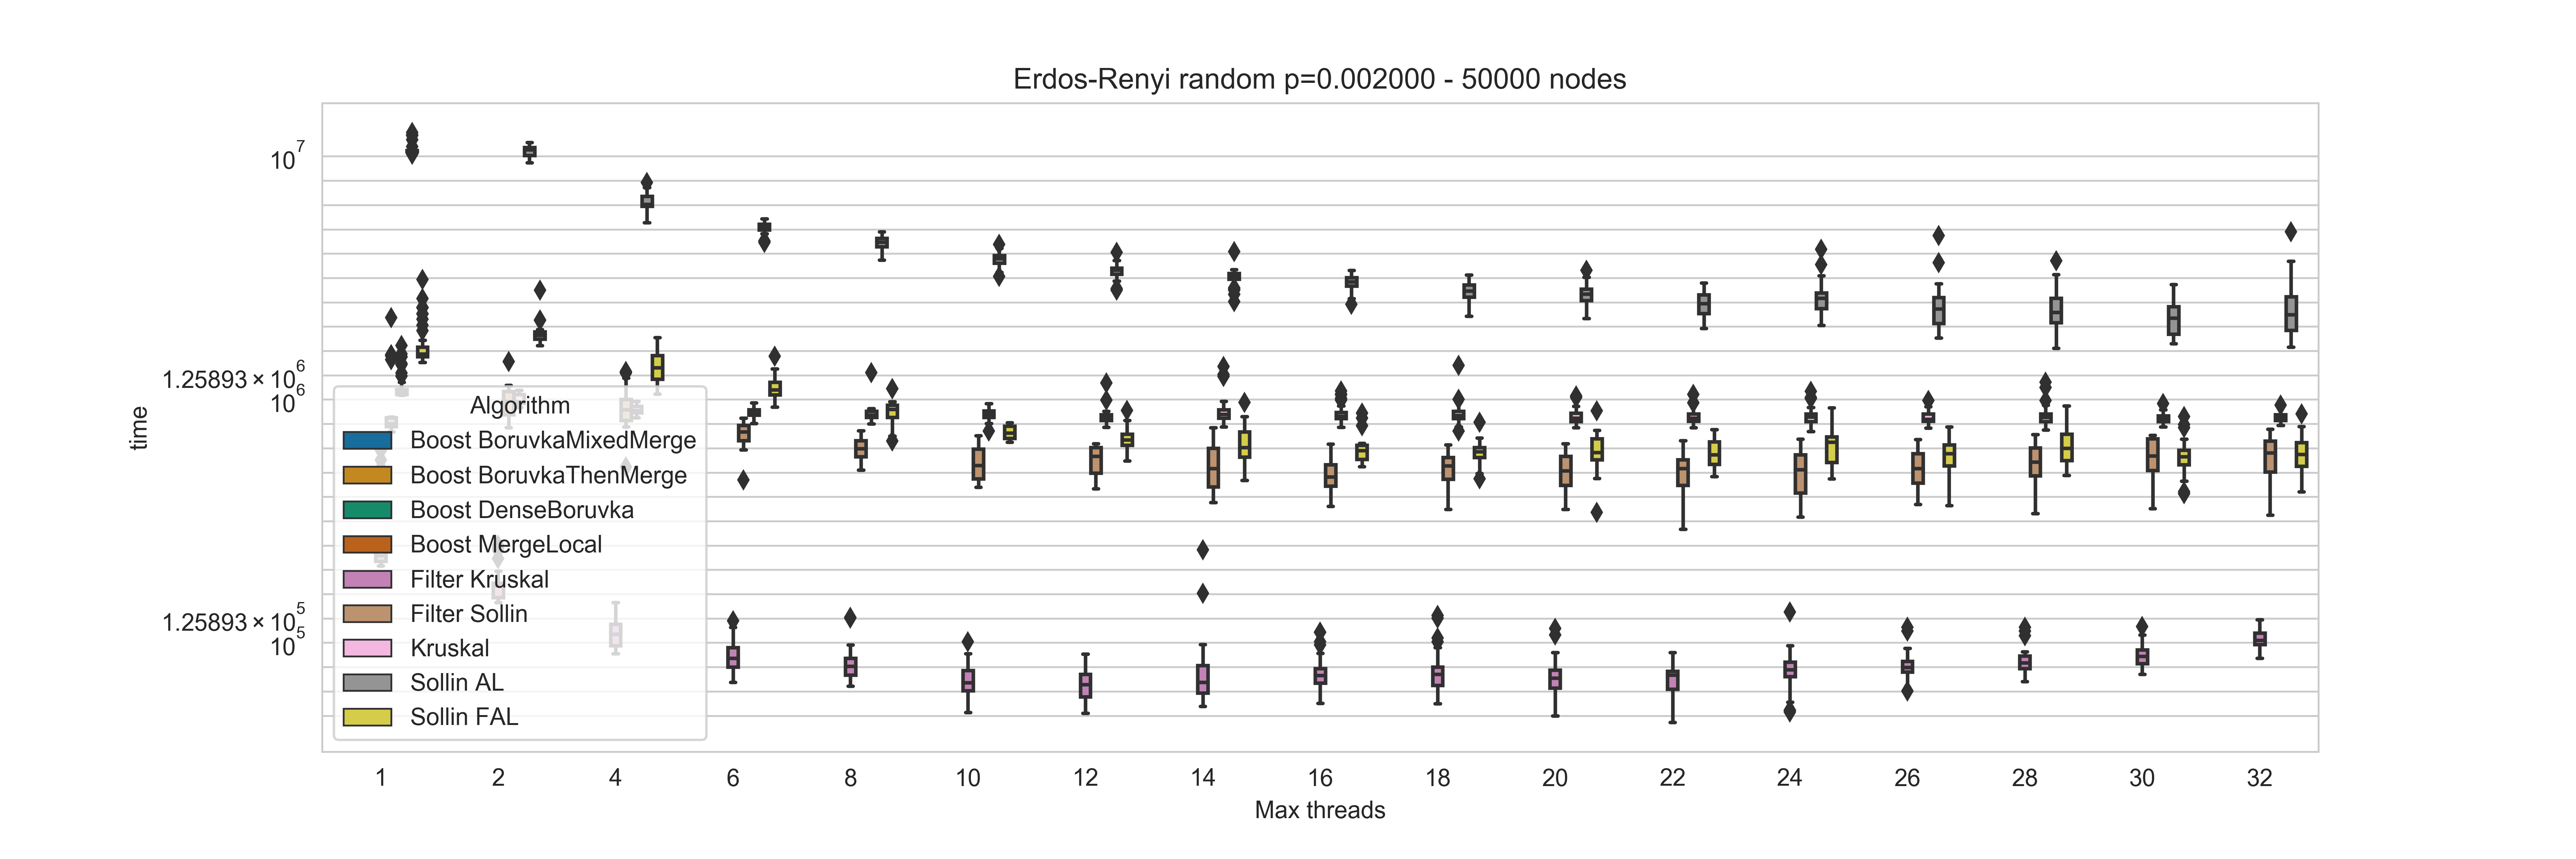 Erdos-Renyi random p=0.002000 - 50000 nodes
10^7
1.25893 × 10^6
10^6
1.25893 × 10^5
10^5
time
Algorithm
Boost BoruvkaMixedMerge
Boost BoruvkaThenMerge
Boost DenseBoruvka
Boost MergeLocal
Filter Kruskal
Filter Sollin
Kruskal
Sollin AL
Sollin FAL
1 2 4 6 8 10 12 14 16 18 20 22 24 26 28 30 32
Max threads